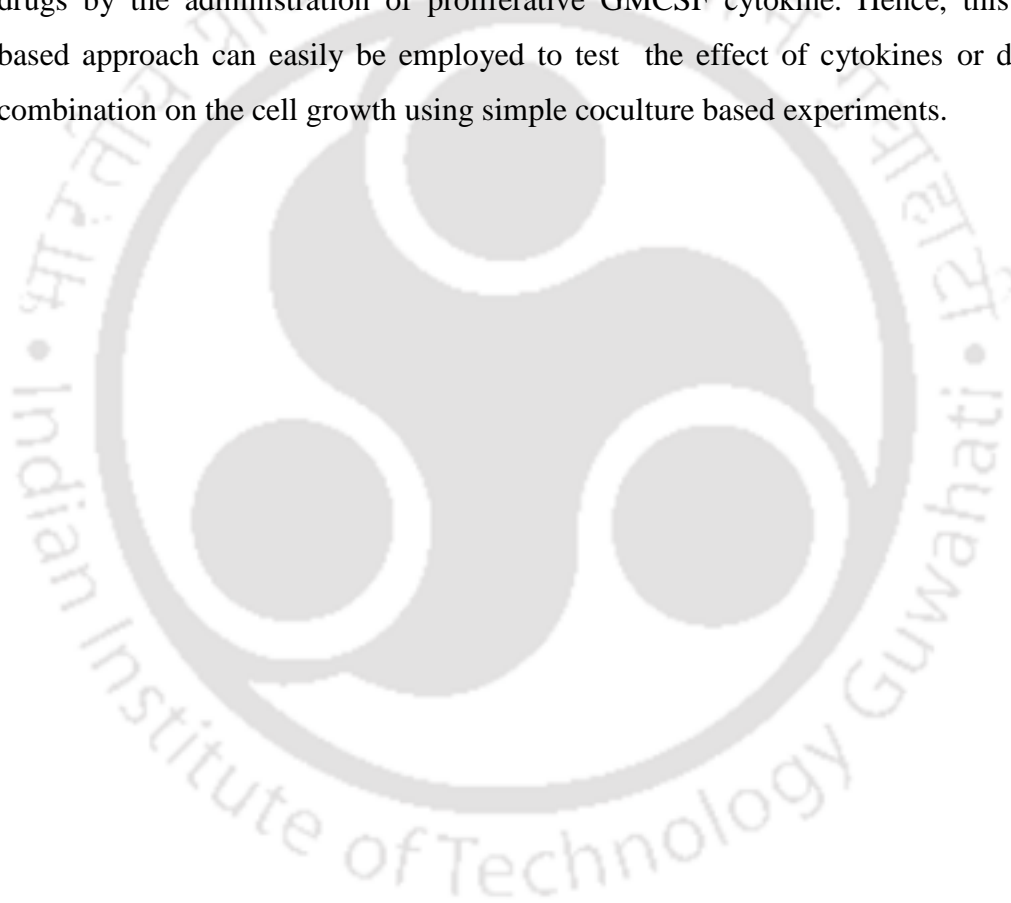 drugs by the administration of proliferative GMCSF cytokine. Hence, this
based approach can easily be employed to test the effect of cytokines or d
combination on the cell growth using simple coculture based experiments.
Indian Institute of Technology Guwahati